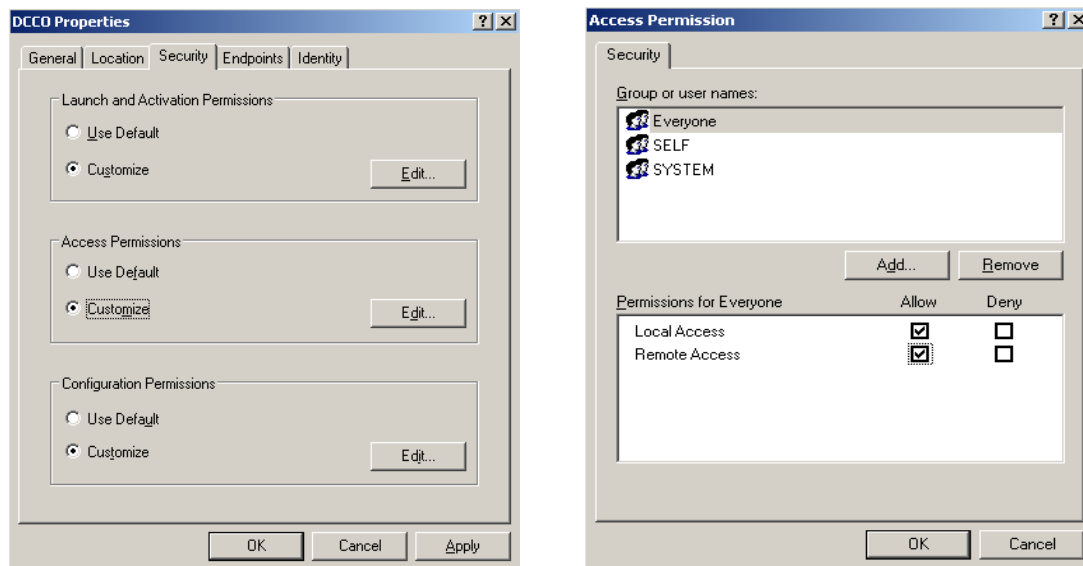 DCCO Properties
General Location Security Endpoints Identity
Launch and Activation Permissions
Use Default
Customize
Edit...
Access Permissions
Use Default
Customize
Edit...
Configuration Permissions
Use Default
Customize
Edit...
OK Cancel Apply
Access Permission
Security
Group or user names:
Everyone
SELF
SYSTEM
Add... Remove
Permissions for Everyone Allow Deny
Local Access
Remote Access
OK Cancel